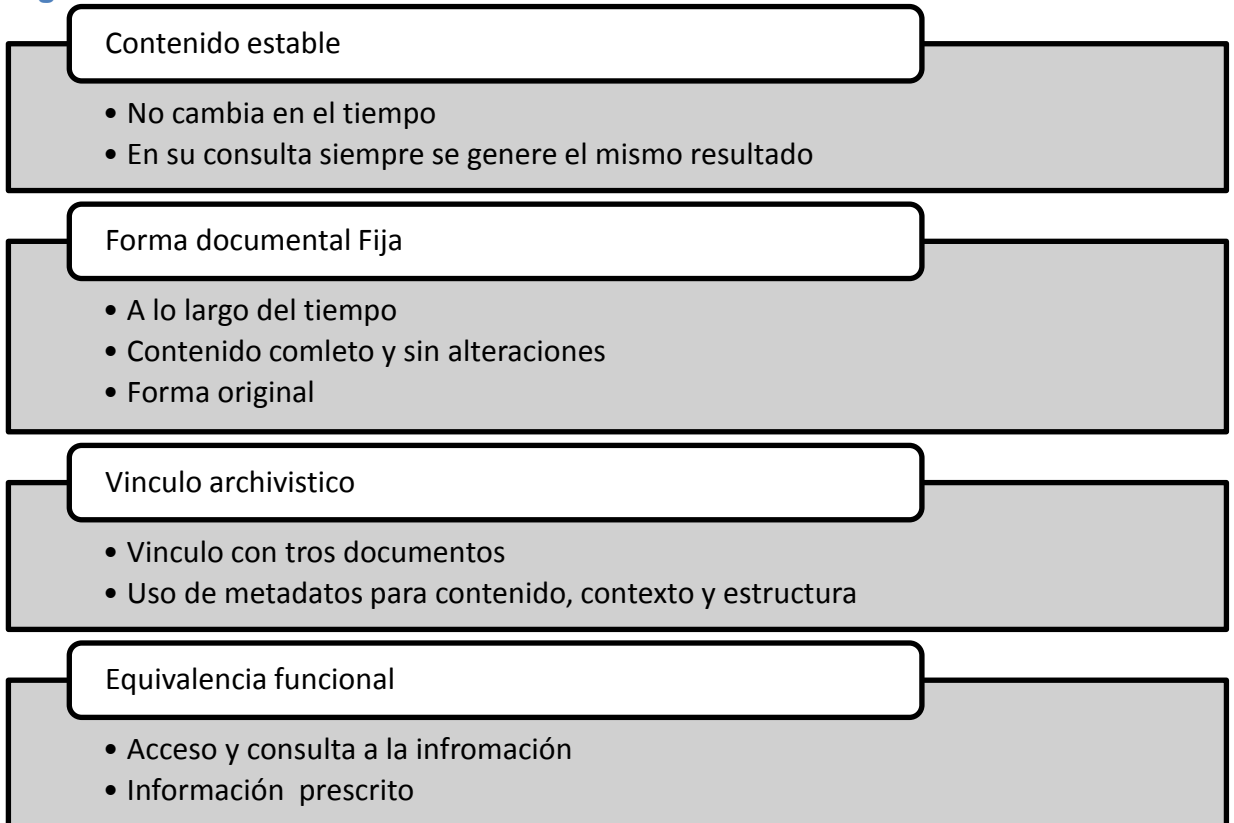 Contenido estable
• No cambia en el tiempo
• En su consulta siempre se genere el mismo resultado
Forma documental Fija
• A lo largo del tiempo
• Contenido comleto y sin alteraciones
• Forma original
Vinculo archivistico
• Vinculo con tros documentos
• Uso de metadatos para contenido, contexto y estructura
Equivalencia funcional
• Acceso y consulta a la infromación
• Información prescrito